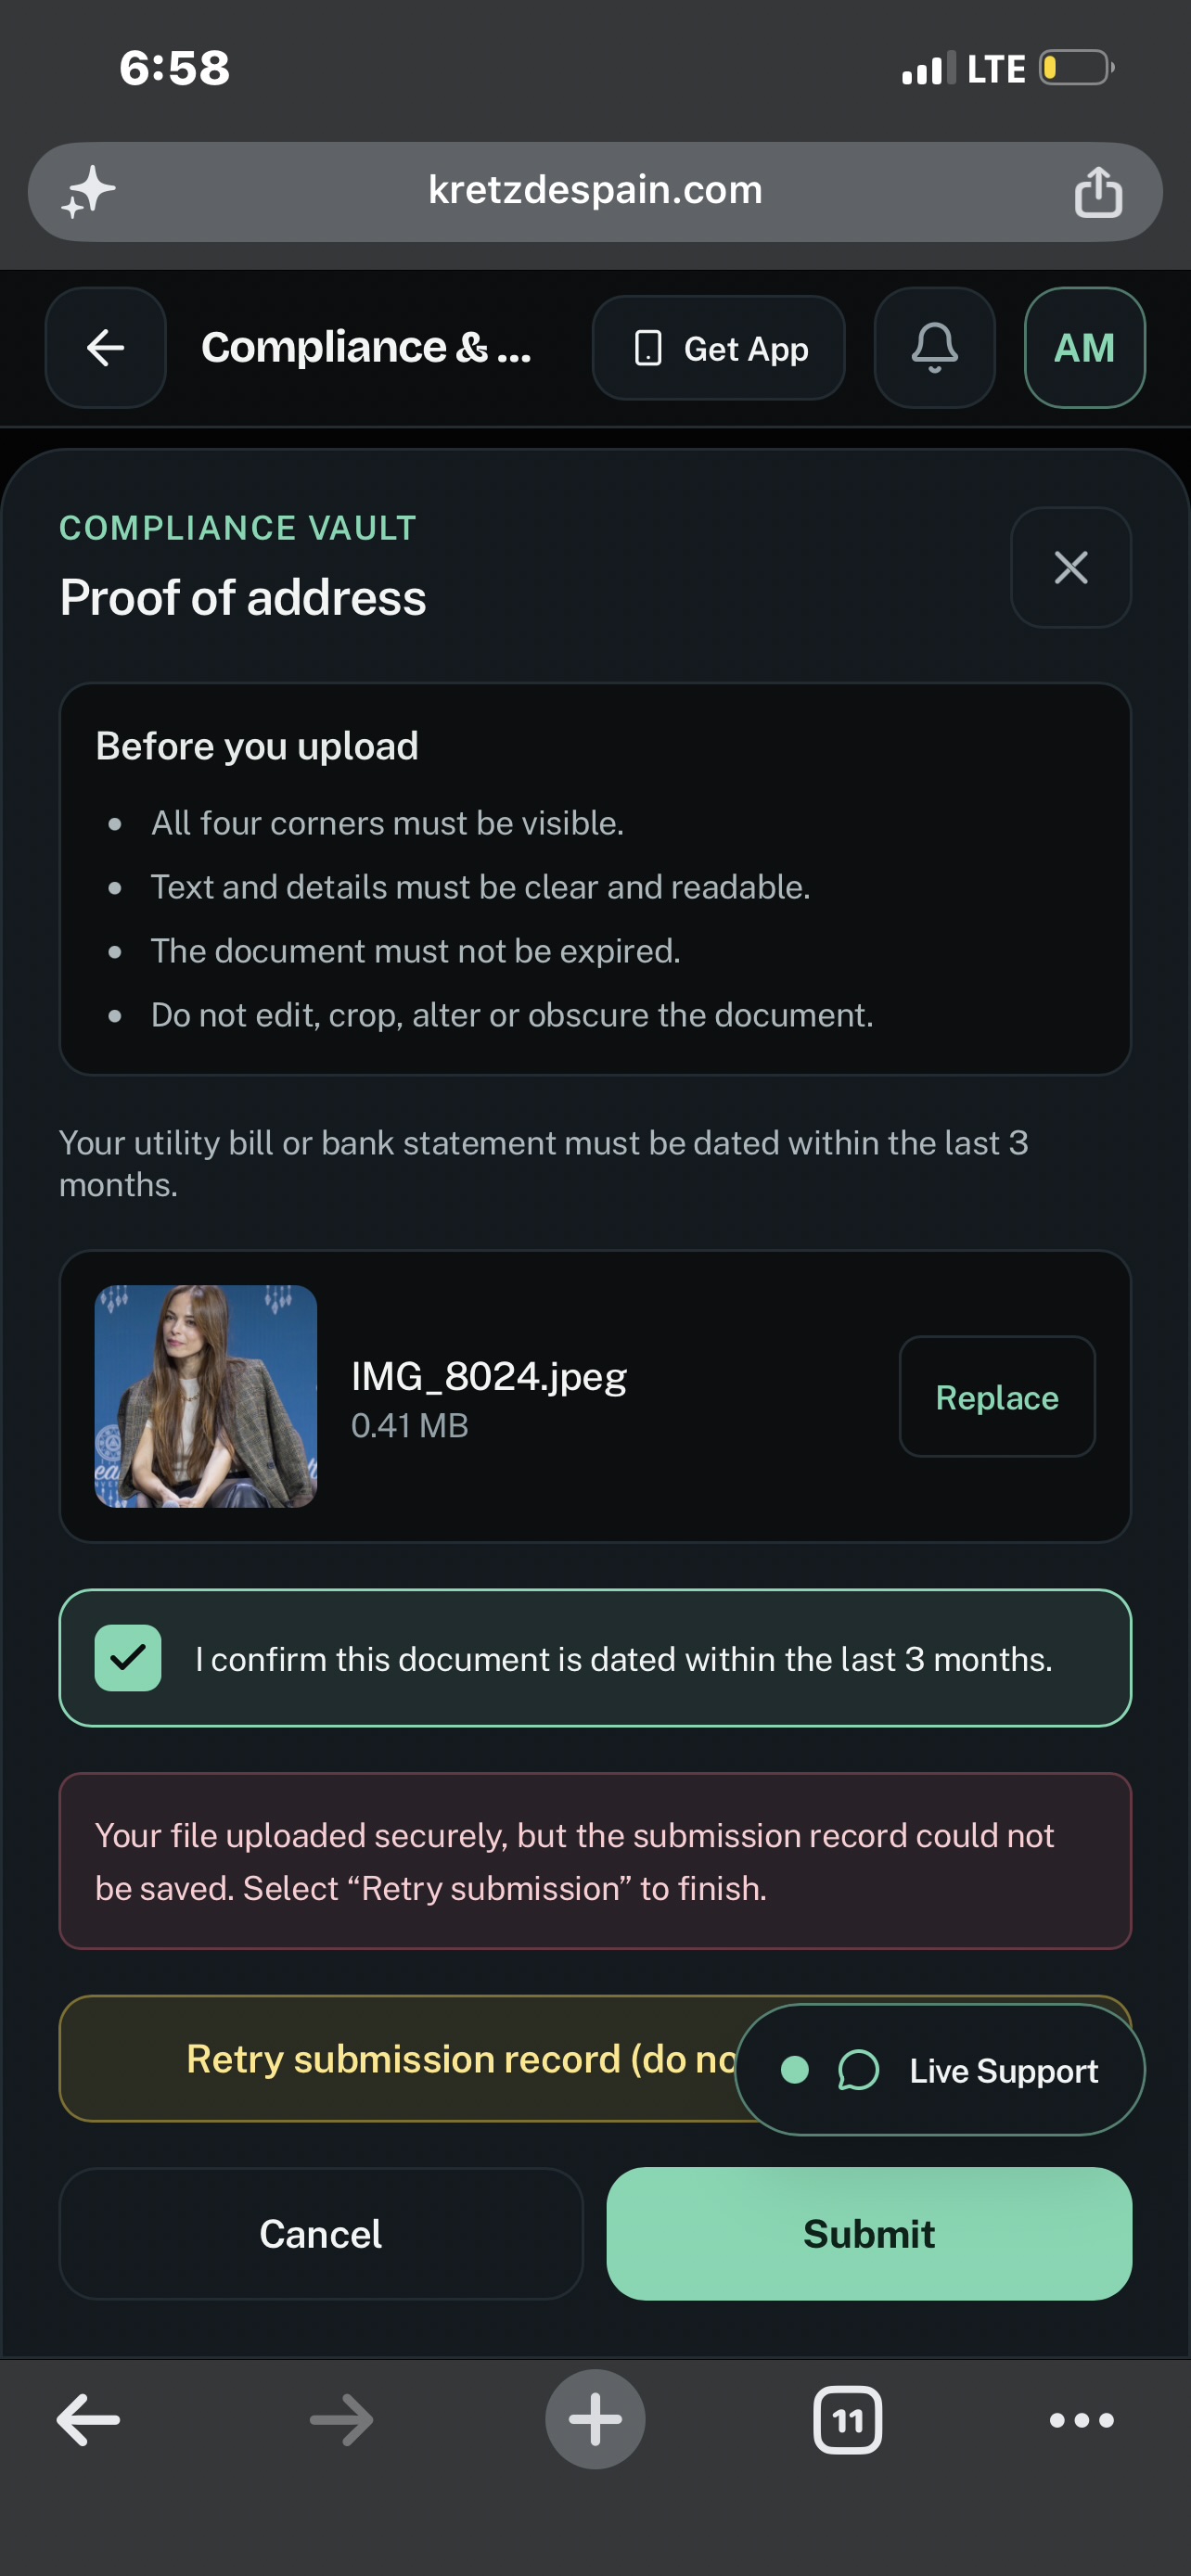 6:58
LTE
kretzdespain.com
Compliance & ...
Get App
AM
COMPLIANCE VAULT
Proof of address
Before you upload
All four corners must be visible.
Text and details must be clear and readable.
The document must not be expired.
Do not edit, crop, alter or obscure the document.
Your utility bill or bank statement must be dated within the last 3
months.
IMG_8024.jpeg
0.41 MB
Replace
I confirm this document is dated within the last 3 months.
Your file uploaded securely, but the submission record could not
be saved. Select “Retry submission” to finish.
Retry submission record (do no
Live Support
Cancel
Submit
11